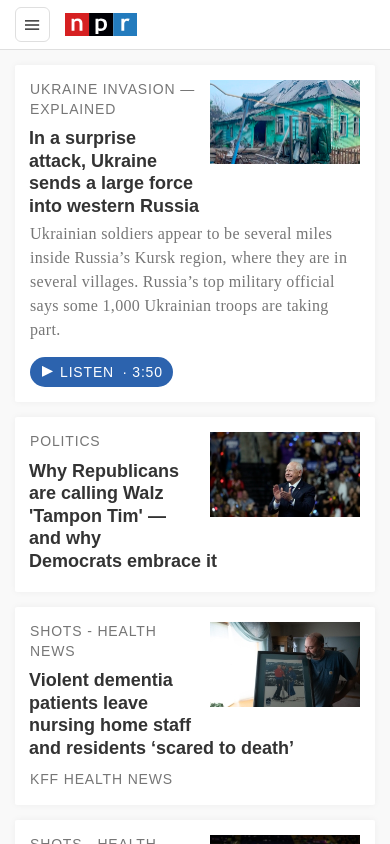 npr
UKRAINE INVASION —
EXPLAINED
In a surprise
attack, Ukraine
sends a large force
into western Russia
Ukrainian soldiers appear to be several miles
inside Russia’s Kursk region, where they are in
several villages. Russia’s top military official
says some 1,000 Ukrainian troops are taking
part.
LISTEN · 3:50
POLITICS
Why Republicans
are calling Walz
'Tampon Tim' —
and why
Democrats embrace it
SHOTS - HEALTH
NEWS
Violent dementia
patients leave
nursing home staff
and residents ‘scared to death’
KFF HEALTH NEWS
SHOTS - HEALTH